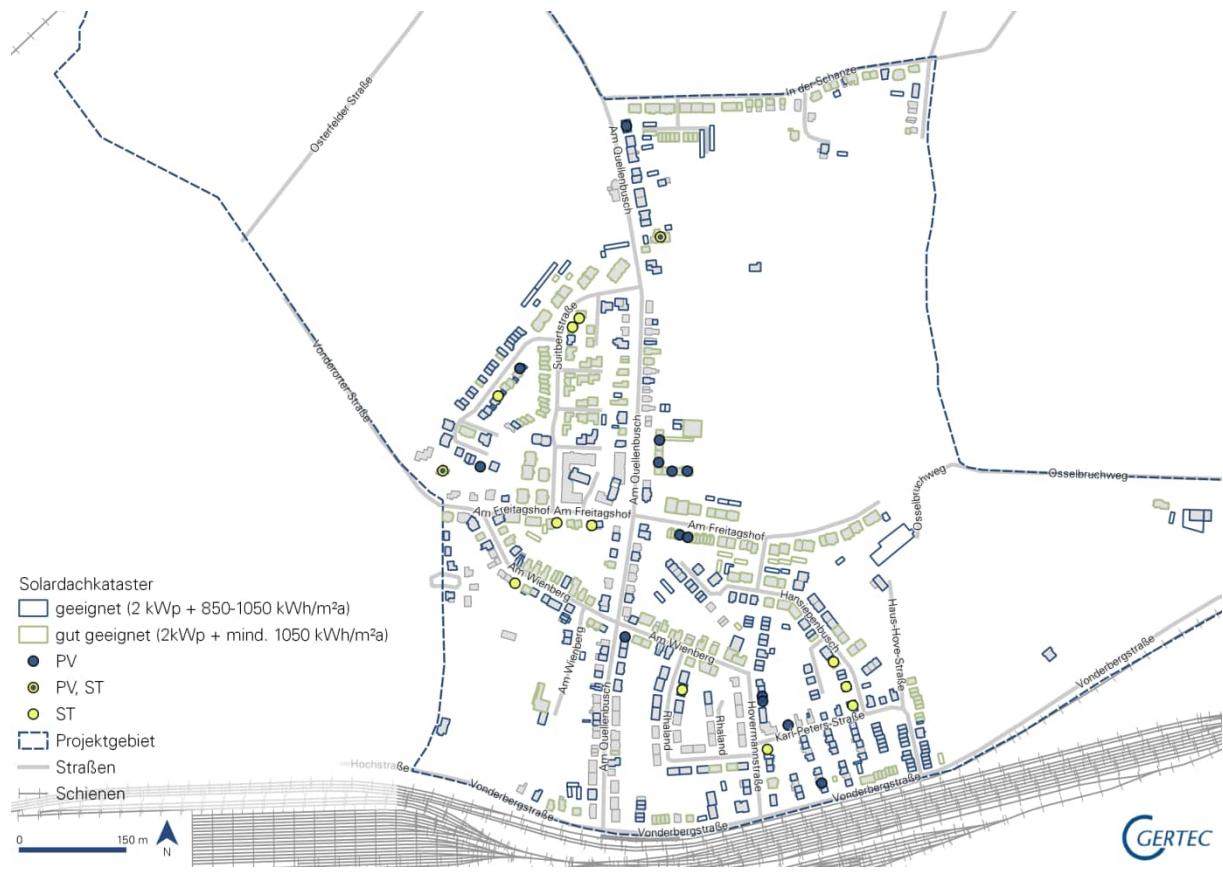 In der Schanze
Osterfelder Straße
Am Quellenbusch
Suitbertstraße
Vonderorter Straße
Am Quellenbusch
Osselbruchweg
Osselbruchweg
Am Freitagshof
Am Freitagshof
Am Freitagshof
Am Wienberg
Hansiepenbusch
Haus-Hove-Straße
Am Wienberg
Am Wienberg
Vonderbergstraße
Rhaland
Rhaland
Hovermannstraße
Karl-Peters-Straße
Am Quellenbusch
Hochstraße
Vonderbergstraße
Vonderbergstraße
Vonderbergstraße
Solardachkataster
geeignet (2 kWp + 850-1050 kWh/m²a)
gut geeignet (2kWp + mind. 1050 kWh/m²a)
PV
PV, ST
ST
Projektgebiet
Straßen
Schienen
0 150 m
N
GERTEC